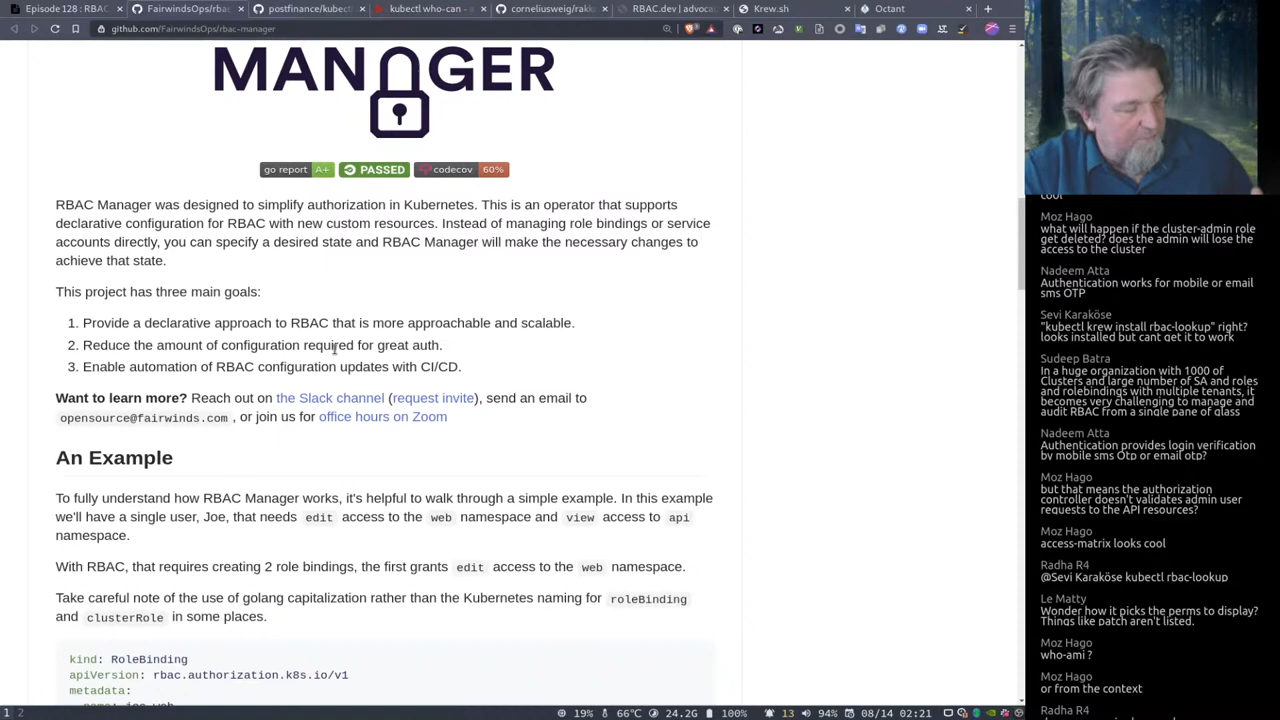 Episode 128 : RBAC
FairwindsOps/rbac
postfinance/kubect
kubectl who-can -
corneliusweig/rakk
RBAC.dev | advocat
Krew.sh
Octant
github.com/FairwindsOps/rbac-manager
MANAGER
go report A+
PASSED
codecov 60%
RBAC Manager was designed to simplify authorization in Kubernetes. This is an operator that supports
declarative configuration for RBAC with new custom resources. Instead of managing role bindings or service
accounts directly, you can specify a desired state and RBAC Manager will make the necessary changes to
achieve that state.
This project has three main goals:
1. Provide a declarative approach to RBAC that is more approachable and scalable.
2. Reduce the amount of configuration required for great auth.
3. Enable automation of RBAC configuration updates with CI/CD.
Want to learn more? Reach out on the Slack channel (request invite), send an email to
opensource@fairwinds.com , or join us for office hours on Zoom
An Example
To fully understand how RBAC Manager works, it's helpful to walk through a simple example. In this example
we'll have a single user, Joe, that needs edit access to the web namespace and view access to api
namespace.
With RBAC, that requires creating 2 role bindings, the first grants edit access to the web namespace.
Take careful note of the use of golang capitalization rather than the Kubernetes naming for roleBinding
and clusterRole in some places.
kind: RoleBinding
apiVersion: rbac.authorization.k8s.io/v1
metadata:
name: joe-web
1 2
19% 66°C 24.2G 100% 13 94% 08/14 02:21
cool
Moz Hago
what will happen if the cluster-admin role
get deleted? does the admin will lose the
access to the cluster
Nadeem Atta
Authentication works for mobile or email
sms OTP
Sevi Karaköse
"kubectl krew install rbac-lookup" right?
looks installed but cant get it to work
Sudeep Batra
In a huge organization with 1000 of
Clusters and large number of SA and roles
and rolebindings with multiple tenants, it
becomes very challenging to manage and
audit RBAC from a single pane of glass
Nadeem Atta
Authentication provides login verification
by mobile sms Otp or email otp?
Moz Hago
but that means the authorization
controller doesn't validates admin user
requests to the API resources?
Moz Hago
access-matrix looks cool
Radha R4
@Sevi Karaköse kubectl rbac-lookup
Le Matty
Wonder how it picks the perms to display?
Things like patch aren't listed.
Moz Hago
who-ami ?
Moz Hago
or from the context
Radha R4